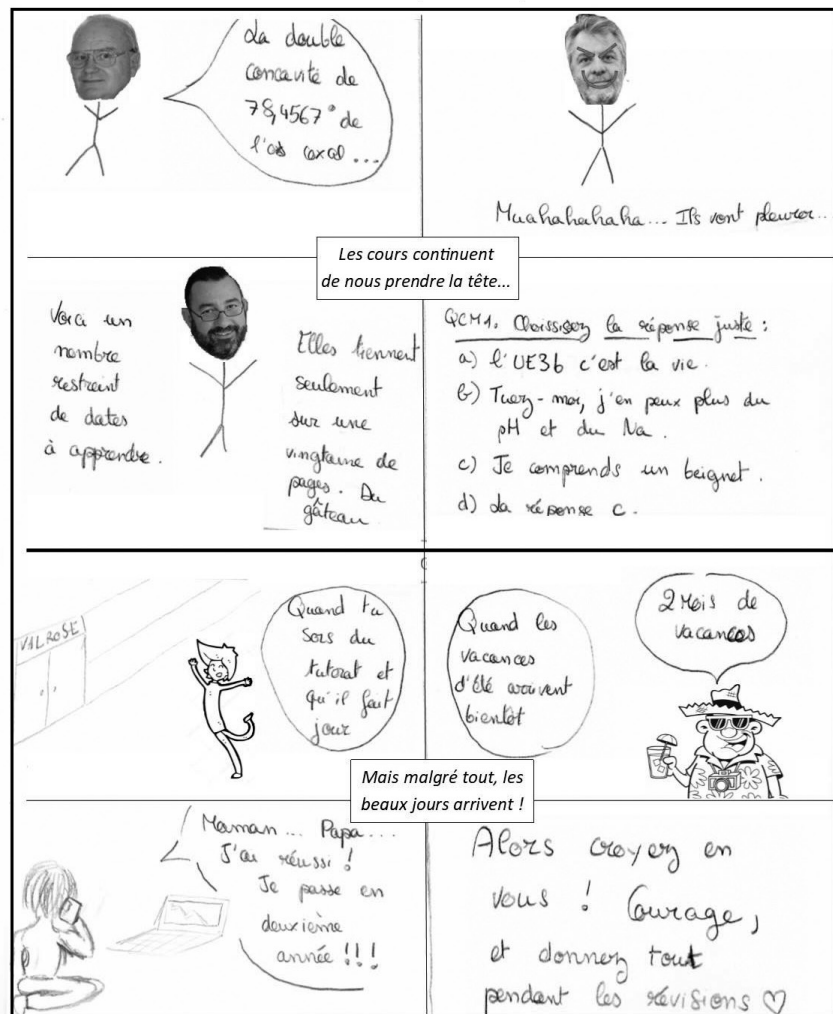 La double
concavité de
78,4567° de
l'os coxal ...
Muahahahaha... Ils vont pleurer...
Les cours continuent
de nous prendre la tête...
Voici un
nombre
restreint
de dates
à apprendre.
Elles tiennent
seulement
sur une
vingtaine de
pages. Du
gâteau
QCM1. Choisissez la réponse juste :
a) l'UE3b c'est la vie.
b) Tuez-moi, j'en peux plus du
pH et du Na.
c) Je comprends un beignet.
d) La réponse c.
VALROSE
Quand tu
sors du
tutorat et
qu'il fait
jour
Quand les
vacances
d'été arrivent
bientôt
2 Mois de
vacances
Mais malgré tout, les
beaux jours arrivent !
Maman ... Papa...
J'ai réussi !
Je passe en
deuxième
année !!!
Alors croyez en
vous ! Courage,
et donnez tout
pendant les révisions ♡